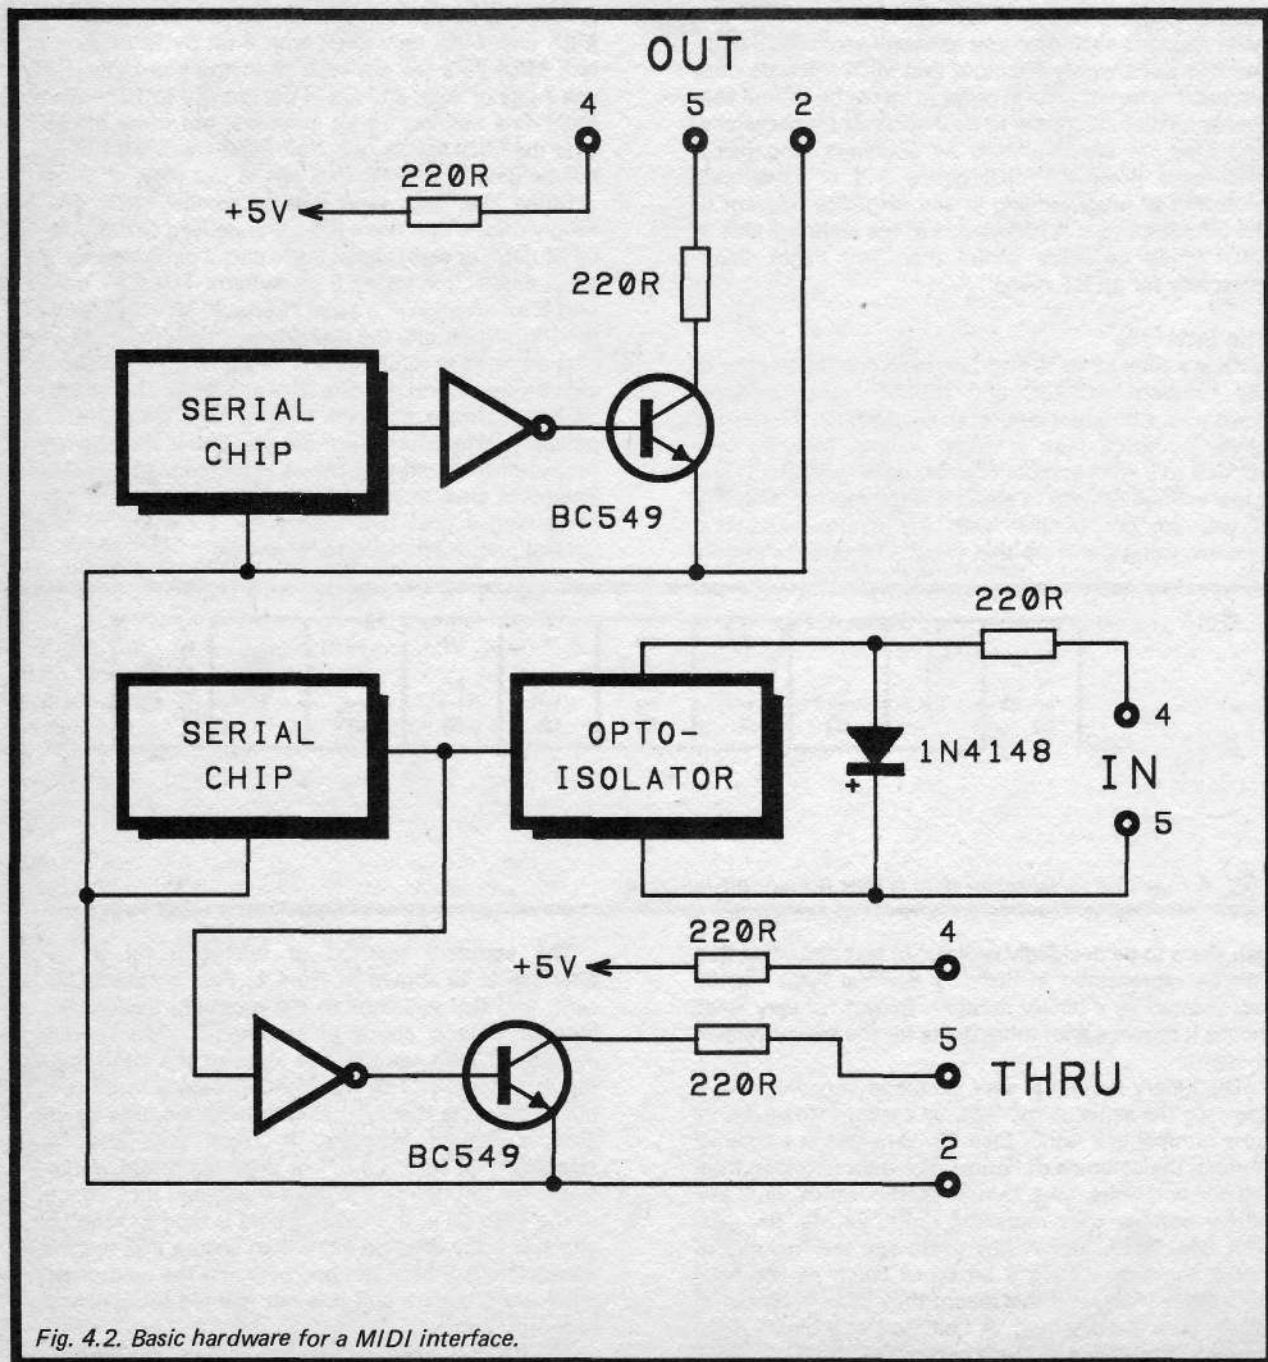 OUT
4 5 2
220R
+5V
220R
SERIAL
CHIP
BC549
220R
SERIAL
CHIP
OPTO-
ISOLATOR
1N4148
+
4
IN
5
220R
4
+5V
5
THRU
220R
BC549
2
Fig. 4.2. Basic hardware for a MIDI interface.